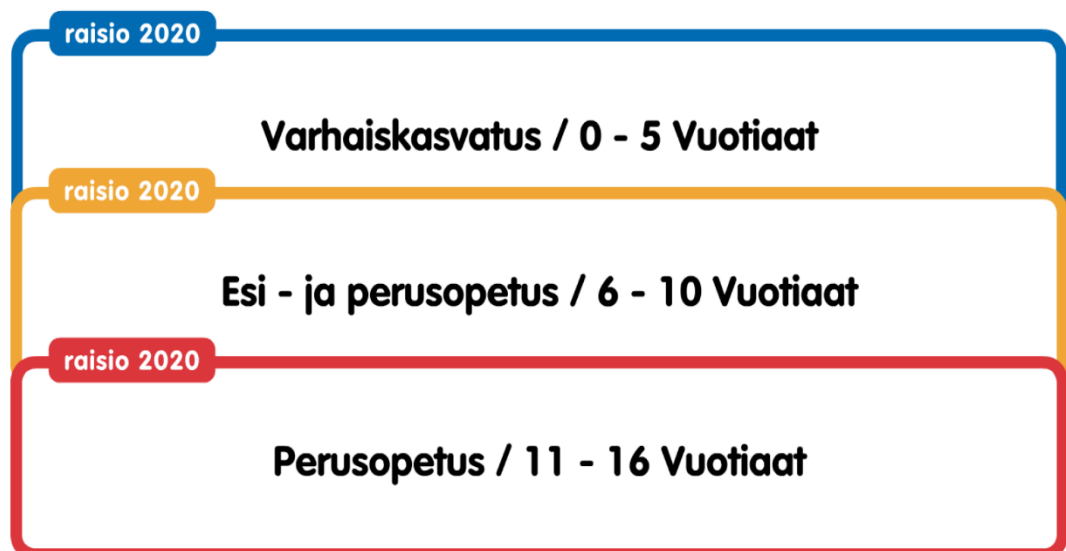 raisio 2020
Varhaiskasvatus / 0 - 5 Vuotiaat
raisio 2020
Esi - ja perusopetus / 6 - 10 Vuotiaat
raisio 2020
Perusopetus / 11 - 16 Vuotiaat